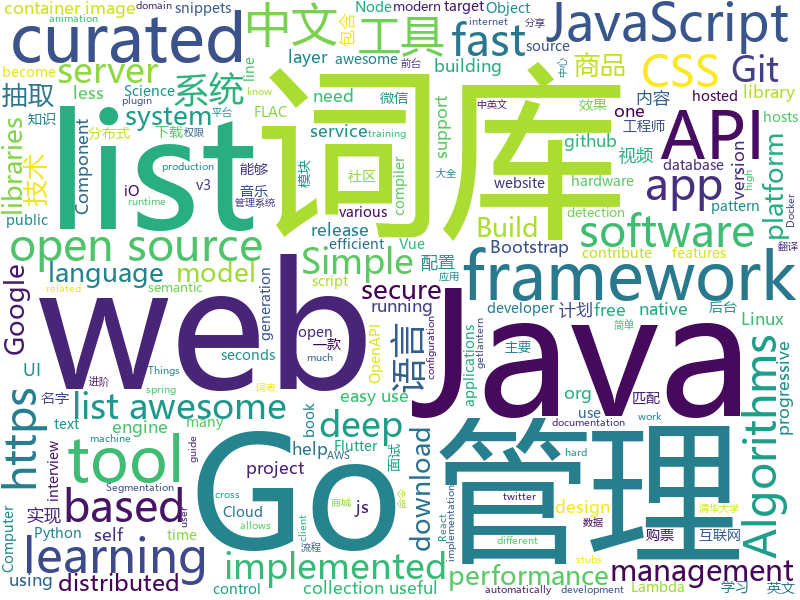 container image
Node
modern target
Object
包含
snippets
animation
domain
curated
中文
工具
fast
JavaScript
source
分享
internet
layer
awesome
前台
中心
become
Science
line
server
building
商品
CSS
Git
plugin
know
抽取
系统
less
need
微信
内容
one
library
知识
FLAC
效果
hosted
平台
中英文
技术
分布式
下载
权限
service
training
github
工程师
hosts
libraries
system
support
视频
database
大全
Computer
Component
production
能够
模块
社区
compiler
website
hardware
version
platform
runtime
管理系统
iO
v3
音乐
词库
API
list
various
detection
pattern
Docker
public
release
app
high
efficient
Vue
Build
Bootstrap
contribute
features
翻译
open source
Simple
software
script
配置
应用
language
model
framework
secure
语言
developer
计划
free
native
后台
Linux
related
semantic
generation
running
Google
open
一款
seconds
OpenAPI
configuration
getlantern
applications
简单
主要
much
UI
web
Java
https
名字
进阶
Things
spring
词表
easy use
org
匹配
progressive
list awesome
text
book
engine
many
Flutter
use
work
documentation
tool
Go
管理
deep
面试
machine
guide
help
AWS
interview
project
download
Algorithms
based
实现
Python
self
js
Cloud
time
user
Segmentation
hard
twitter
清华大学
cross
allows
client
商城
命令
React
implementation
design
数据
购票
互联网
learning
implemented
performance
management
distributed
using
control
流程
collection useful
different
automatically
development
stubs
Lambda
学习
英文